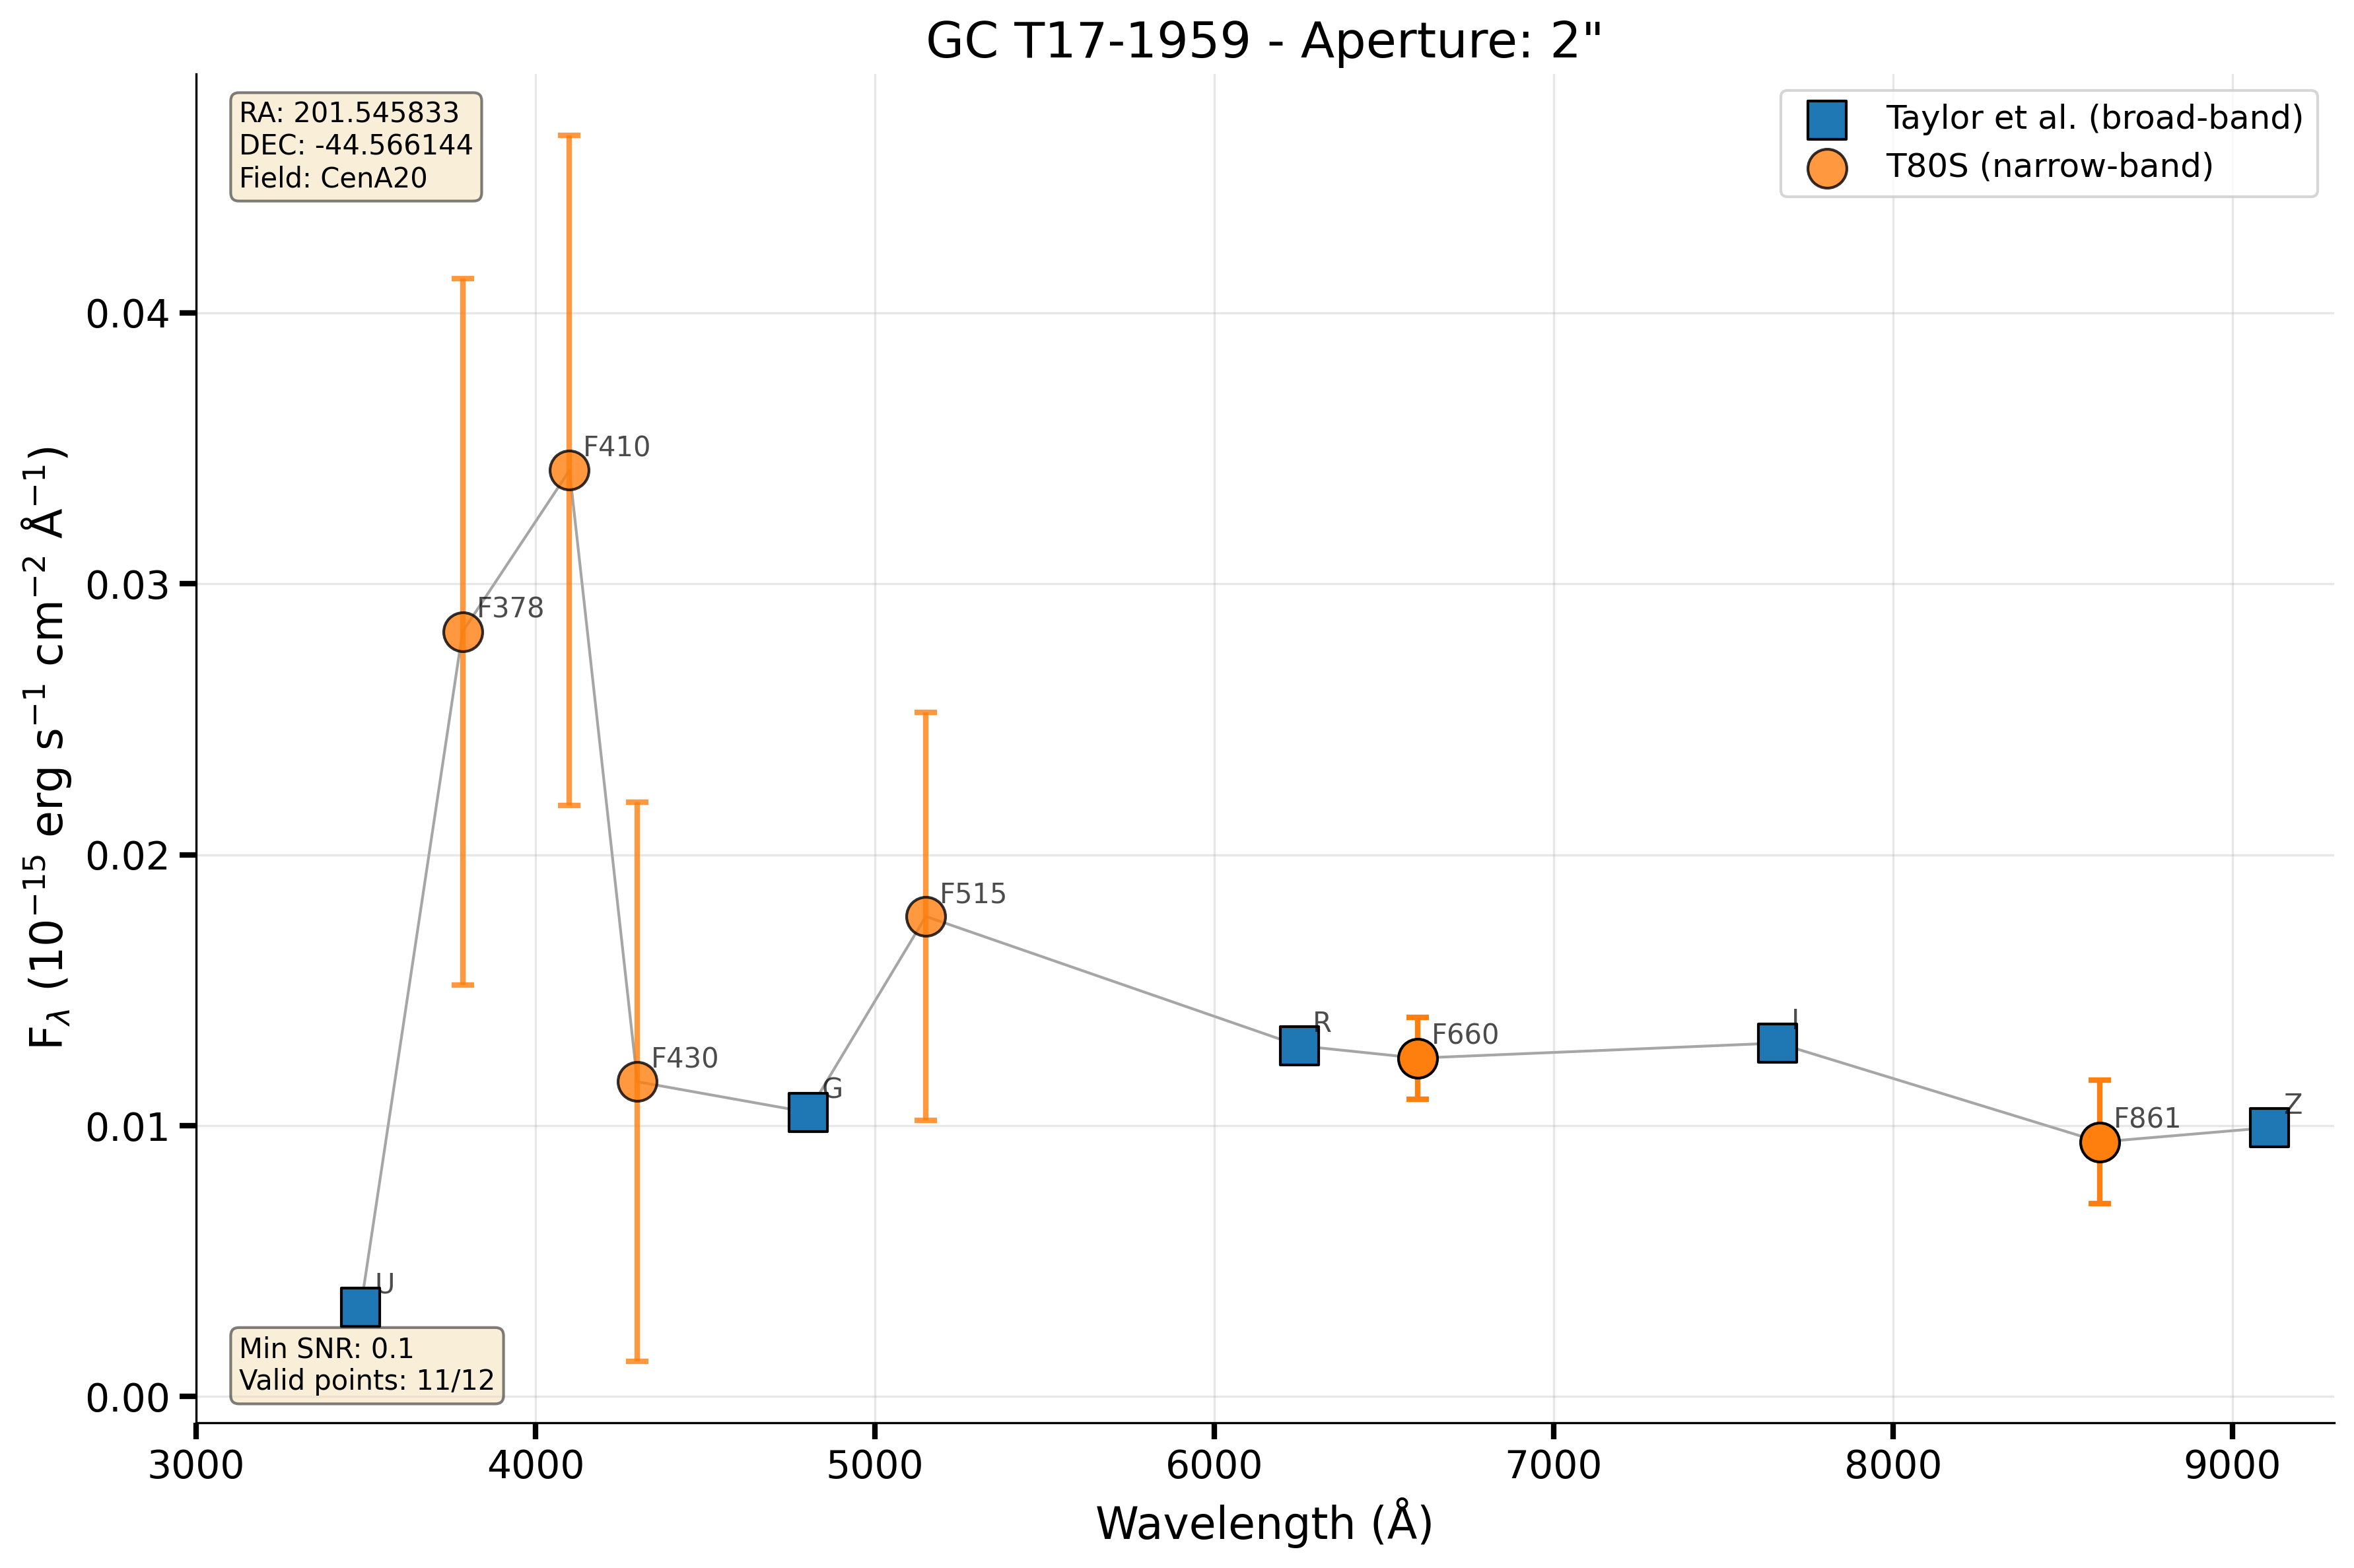 GC T17-1959 - Aperture: 2"
RA: 201.545833
DEC: -44.566144
Field: CenA20
Taylor et al. (broad-band)
T80S (narrow-band)
F410
F378
F515
F430
G
R
F660
I
F861
Z
U
Min SNR: 0.1
Valid points: 11/12
0.04
0.03
0.02
0.01
0.00
3000 4000 5000 6000 7000 8000 9000
Wavelength (Å)
F$_{λ}$ (10⁻¹⁵ erg s⁻¹ cm⁻² Å⁻¹)